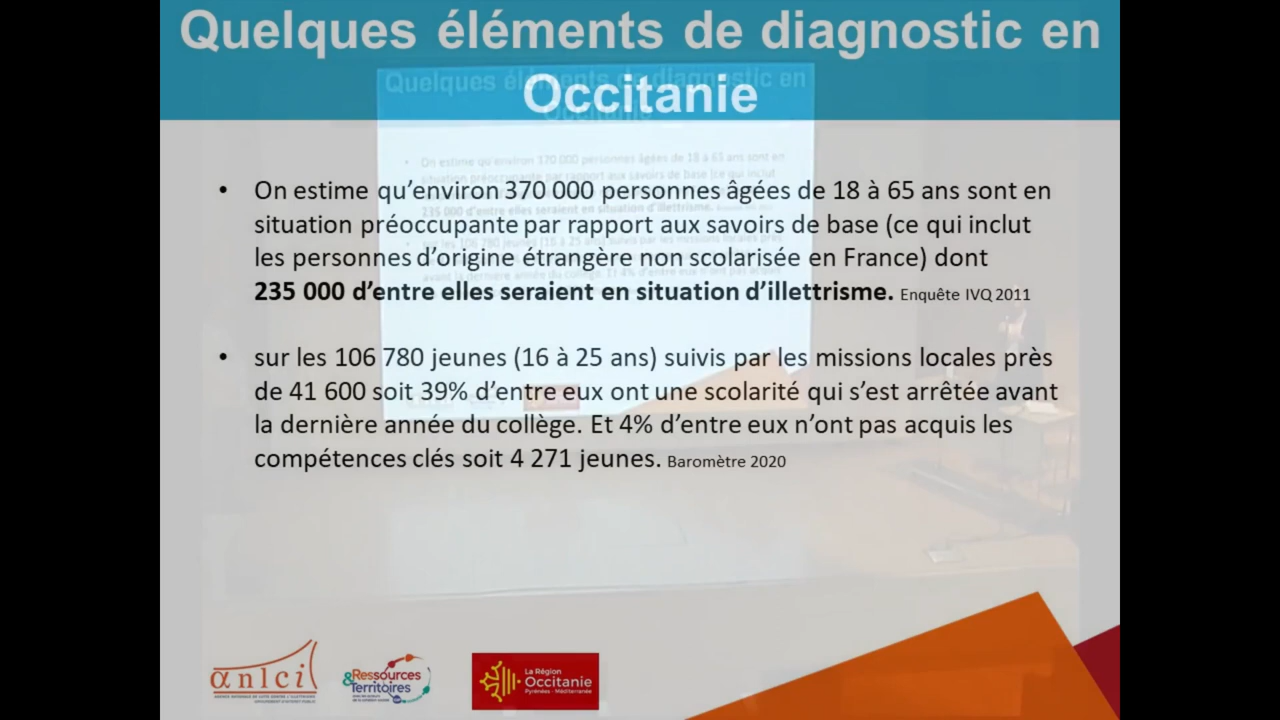 Quelques éléments de diagnostic en
Occitanie
• On estime qu'environ 370 000 personnes âgées de 18 à 65 ans sont en
situation préoccupante par rapport aux savoirs de base (ce qui inclut
les personnes d'origine étrangère non scolarisée en France) dont
235 000 d'entre elles seraient en situation d'illettrisme. Enquête IVQ 2011
• sur les 106 780 jeunes (16 à 25 ans) suivis par les missions locales près
de 41 600 soit 39% d'entre eux ont une scolarité qui s'est arrêtée avant
la dernière année du collège. Et 4% d'entre eux n'ont pas acquis les
compétences clés soit 4 271 jeunes. Baromètre 2020
anlci
&Ressources
Territoires
La Région
Occitanie
Pyrénées - Méditerranée